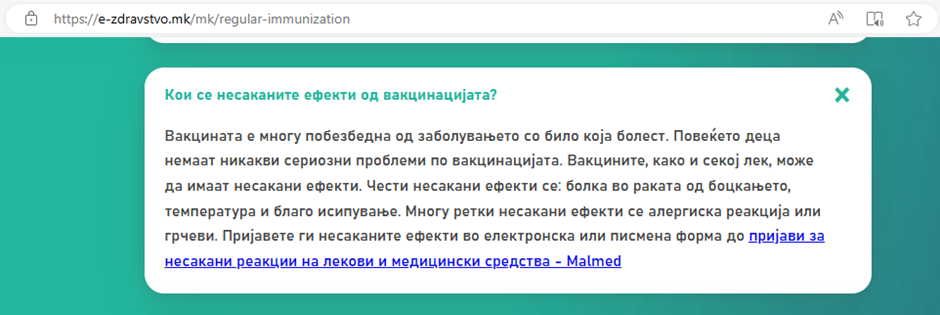 https://e-zdravstvo.mk/mk/regular-immunization
Кои се несаканите ефекти од вакцинацијата?
Вакцината е многу побезбедна од заболувањето со било која болест. Повеќето деца
немаат никакви сериозни проблеми по вакцинацијата. Вакцините, како и секој лек, може
да имаат несакани ефекти. Чести несакани ефекти се: болка во раката од боцкањето,
температура и благо исипување. Многу ретки несакани ефекти се алергиска реакција или
грчеви. Пријавете ги несаканите ефекти во електронска или писмена форма до пријави за
несакани реакции на лекови и медицински средства - Malmed